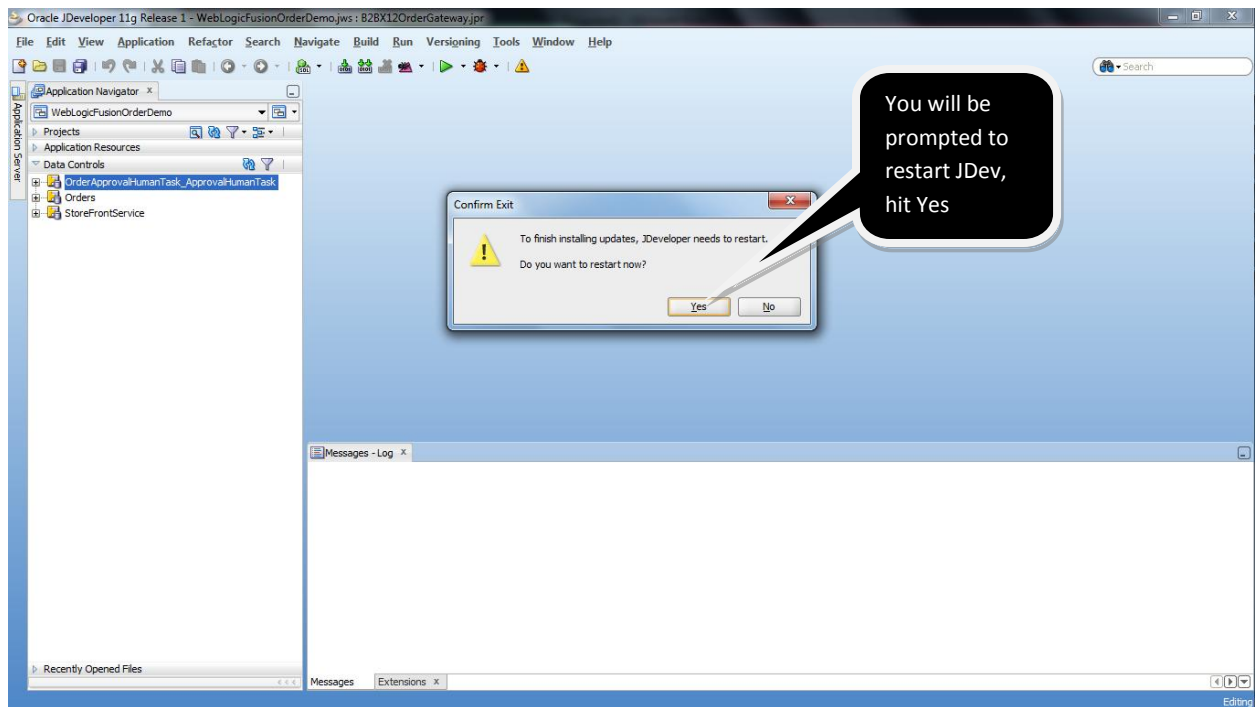 Oracle JDeveloper 11g Release 1 - WebLogicFusionOrderDemo.jws : B2BX12OrderGateway.jpr
File Edit View Application Refactor Search Navigate Build Run Versioning Tools Window Help
Search
Application Navigator
Application Server
WebLogicFusionOrderDemo
Projects
Application Resources
Data Controls
OrderApprovalHumanTask_ApprovalHumanTask
Orders
StoreFrontService
You will be
prompted to
restart JDev,
hit Yes
Confirm Exit
To finish installing updates, JDeveloper needs to restart.
Do you want to restart now?
Yes No
Messages - Log
Recently Opened Files
Messages Extensions
Editing